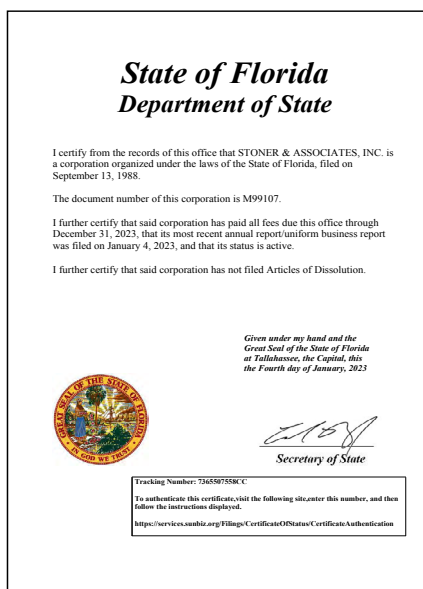 State of Florida
Department of State
I certify from the records of this office that STONER & ASSOCIATES, INC. is
a corporation organized under the laws of the State of Florida, filed on
September 13, 1988.
The document number of this corporation is M99107.
I further certify that said corporation has paid all fees due this office through
December 31, 2023, that its most recent annual report/uniform business report
was filed on January 4, 2023, and that its status is active.
I further certify that said corporation has not filed Articles of Dissolution.
Given under my hand and the
Great Seal of the State of Florida
at Tallahassee, the Capital, this
the Fourth day of January, 2023
GREAT SEAL OF THE STATE OF FLORIDA
IN GOD WE TRUST
Secretary of State
Tracking Number: 7365507558CC
To authenticate this certificate,visit the following site,enter this number, and then
follow the instructions displayed.
https://services.sunbiz.org/Filings/CertificateOfStatus/CertificateAuthentication